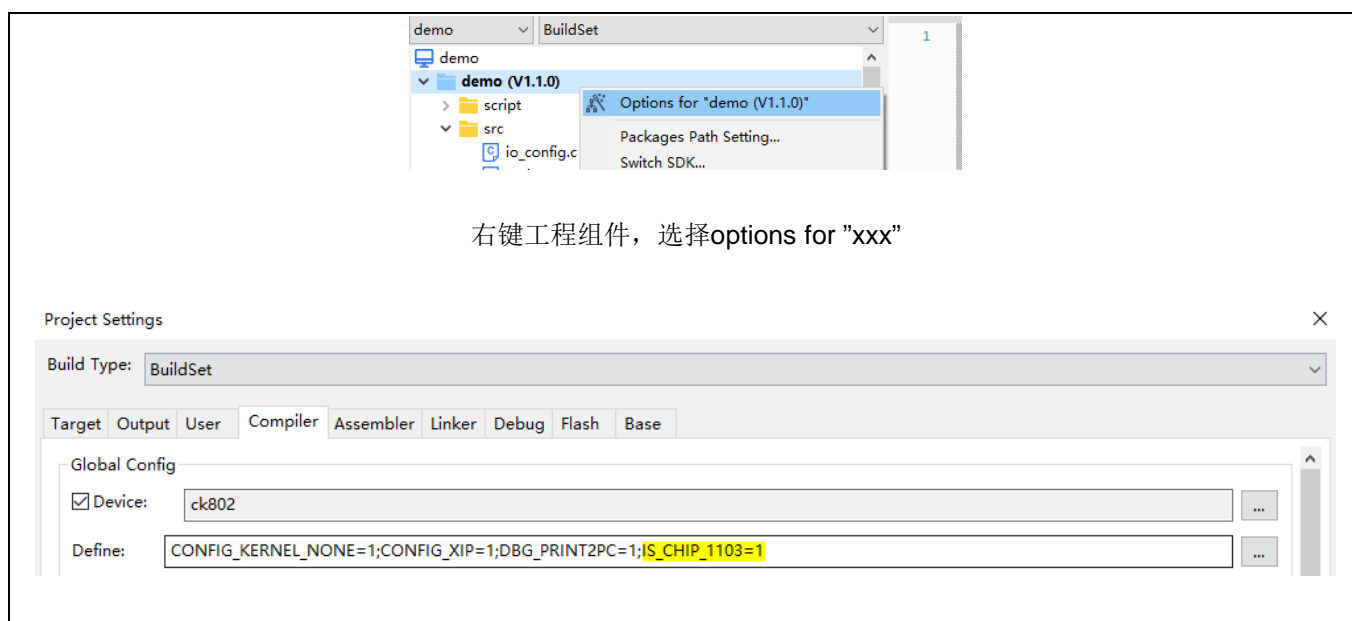 demo BuildSet 1
demo
demo (V1.1.0)
script Options for "demo (V1.1.0)"
src Packages Path Setting...
io_config.c Switch SDK...
右键工程组件，选择options for ”xxx”
Project Settings
Build Type: BuildSet
Target Output User Compiler Assembler Linker Debug Flash Base
Global Config
Device: ck802 ...
Define: CONFIG_KERNEL_NONE=1;CONFIG_XIP=1;DBG_PRINT2PC=1;IS_CHIP_1103=1 ...